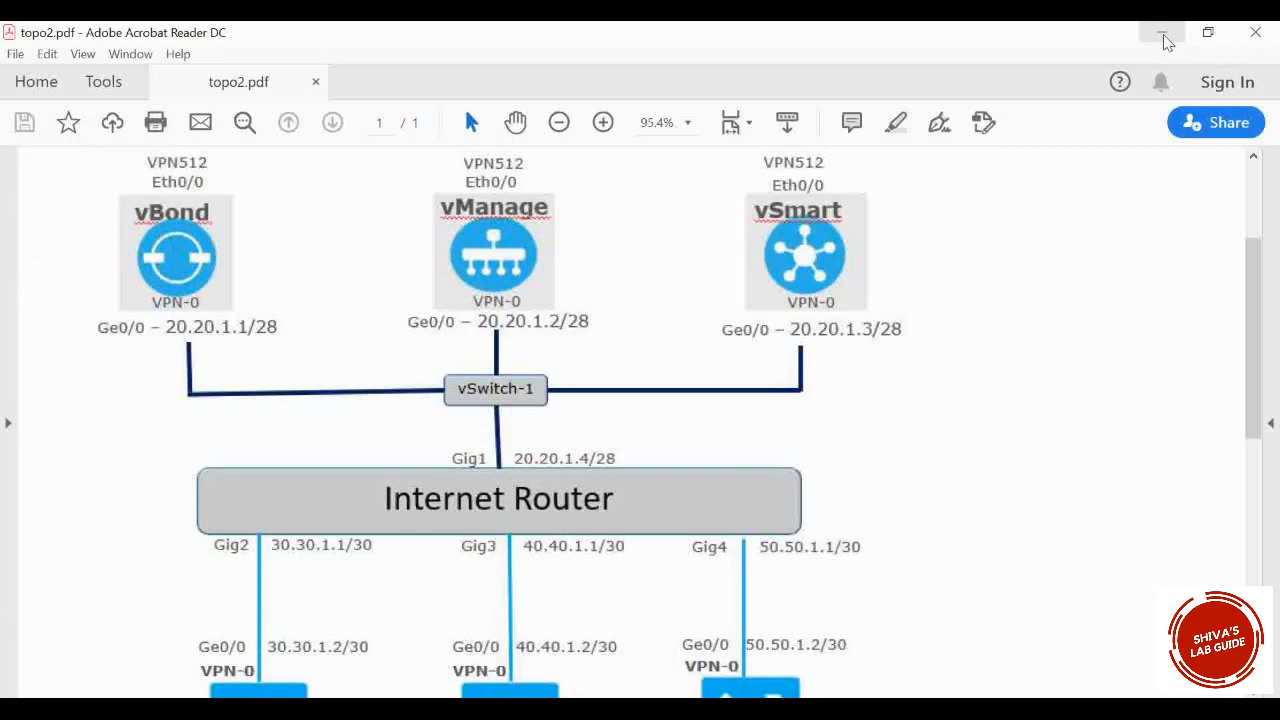 topo2.pdf - Adobe Acrobat Reader DC
File Edit View Window Help
Home Tools topo2.pdf × Sign In
1 / 1 95.4% Share
VPN512 VPN512 VPN512
Eth0/0 Eth0/0 Eth0/0
vBond vManage vSmart
VPN-0 VPN-0 VPN-0
Ge0/0 – 20.20.1.1/28 Ge0/0 – 20.20.1.2/28 Ge0/0 – 20.20.1.3/28
vSwitch-1
Gig1 20.20.1.4/28
Internet Router
Gig2 30.30.1.1/30 Gig3 40.40.1.1/30 Gig4 50.50.1.1/30
Ge0/0 30.30.1.2/30 Ge0/0 40.40.1.2/30 Ge0/0 50.50.1.2/30
VPN-0 VPN-0 VPN-0
SHIVA'S
LAB GUIDE